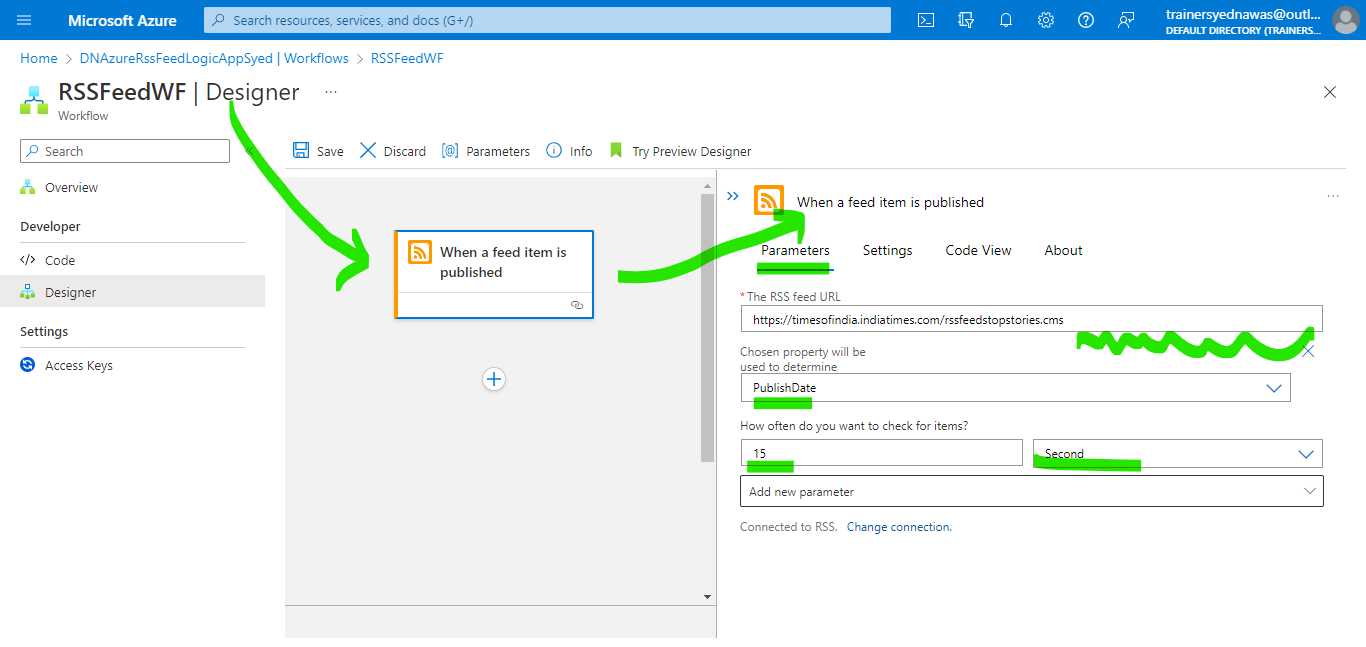 Microsoft Azure
Search resources, services, and docs (G+/)
trainersyednawas@outl...
DEFAULT DIRECTORY (TRAINERS...
Home > DNAzureRssFeedLogicAppSyed | Workflows > RSSFeedWF
RSSFeedWF | Designer ...
Workflow
Search
Save Discard Parameters Info Try Preview Designer
Overview
Developer
Code
Designer
Settings
Access Keys
When a feed item is
published
When a feed item is published
Parameters Settings Code View About
* The RSS feed URL
https://timesofindia.indiatimes.com/rssfeedstopstories.cms
Chosen property will be
used to determine
PublishDate
How often do you want to check for items?
15 Second
Add new parameter
Connected to RSS. Change connection.